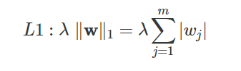 L1 : λ ‖w‖₁ = λ ∑_{j=1}^{m} |w_j|